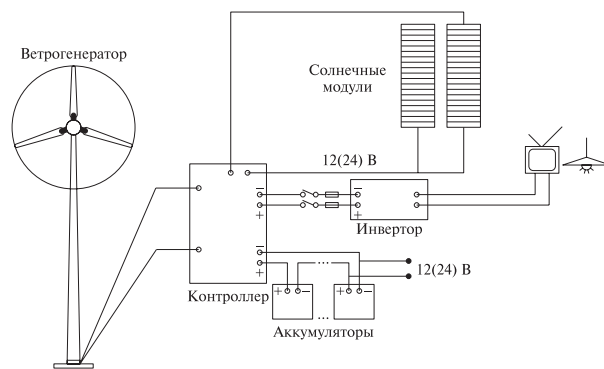 Ветрогенератор
Солнечные
модули
12(24) В
− −
+ +
Инвертор
−
+
12(24) В
+ − ... + −
Контроллер
...
Аккумуляторы